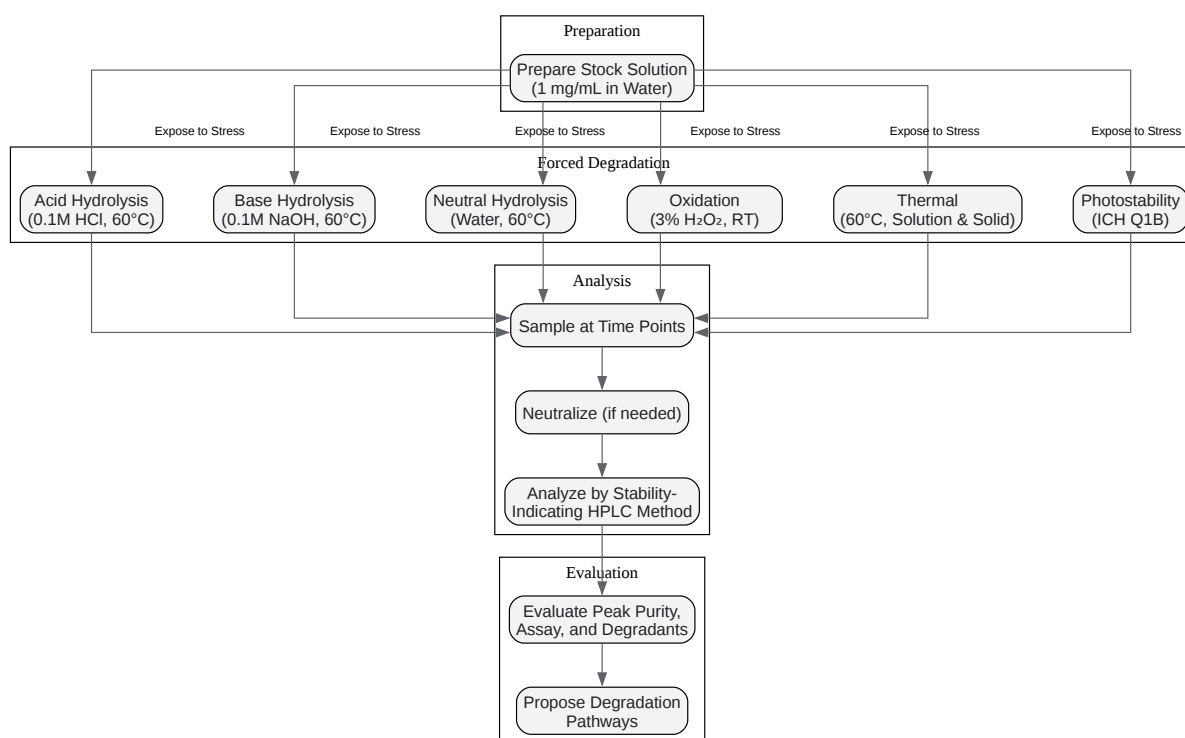 Preparation
Prepare Stock Solution
(1 mg/mL in Water)
Expose to Stress
Expose to Stress
Expose to Stress
Expose to Stress
Expose to Stress
Expose to Stress
Forced Degradation
Acid Hydrolysis
(0.1M HCl, 60°C)
Base Hydrolysis
(0.1M NaOH, 60°C)
Neutral Hydrolysis
(Water, 60°C)
Oxidation
(3% H₂O₂, RT)
Thermal
(60°C, Solution & Solid)
Photostability
(ICH Q1B)
Analysis
Sample at Time Points
Neutralize (if needed)
Analyze by Stability-
Indicating HPLC Method
Evaluation
Evaluate Peak Purity,
Assay, and Degradants
Propose Degradation
Pathways